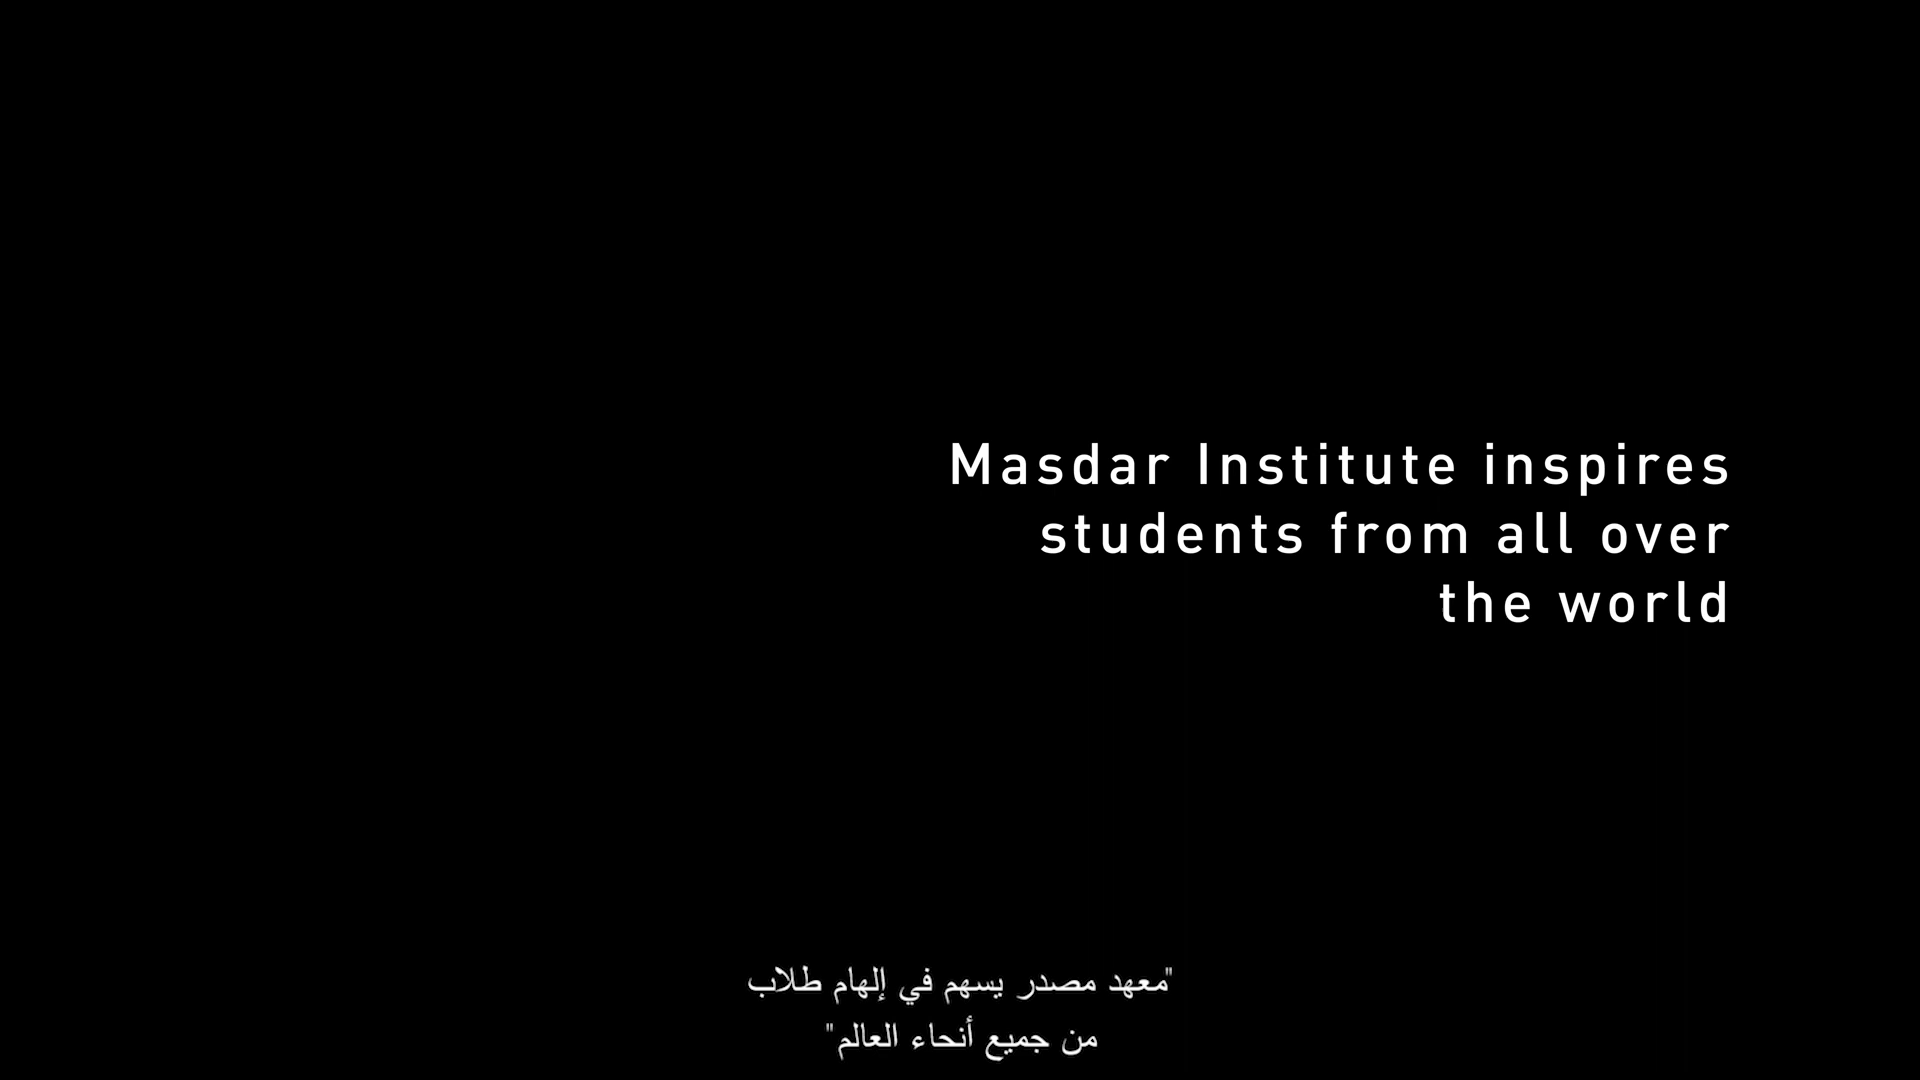 Masdar Institute inspires
students from all over
the world
"معهد مصدر يسهم في إلهام طلاب
من جميع أنحاء العالم"